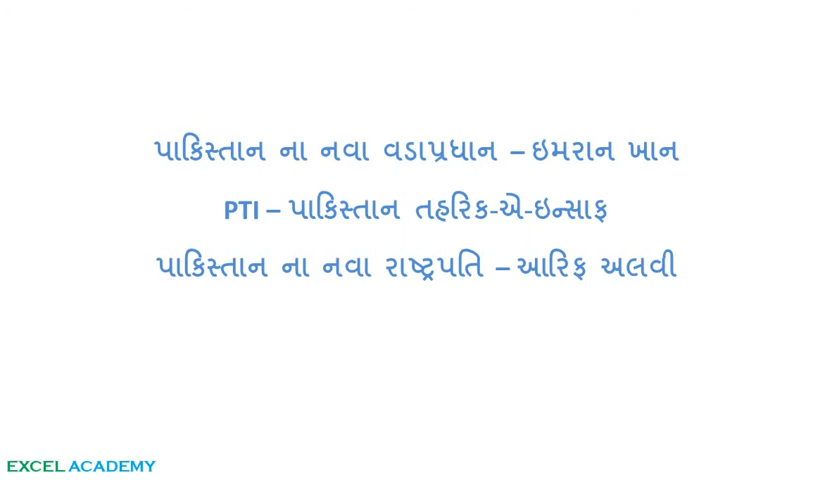 પાકિસ્તાન ના નવા વડાપ્રધાન – ઇમરાન ખાન
PTI – પાકિસ્તાન તહરિક-એ-ઇન્સાફ
પાકિસ્તાન ના નવા રાષ્ટ્રપતિ – આરિફ અલવી
EXCEL ACADEMY